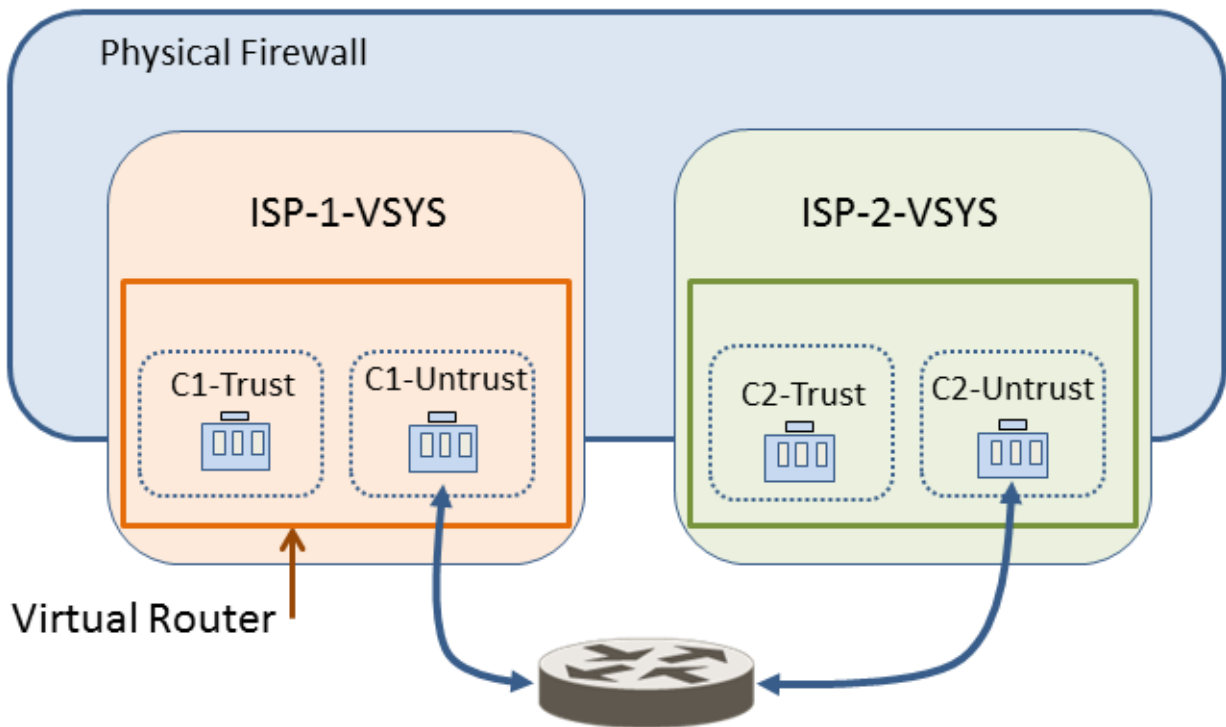 Physical Firewall
ISP-1-VSYS
ISP-2-VSYS
C1-Trust
C1-Untrust
C2-Trust
C2-Untrust
Virtual Router